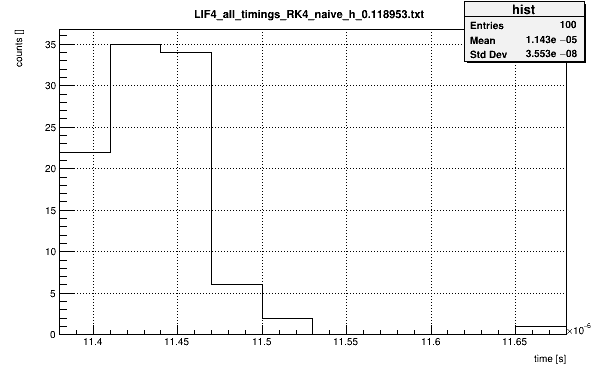 LIF4_all_timings_RK4_naive_h_0.118953.txt
hist
Entries 100
Mean 1.143e −05
Std Dev 3.553e −08
counts []
35
30
25
20
15
10
5
0
11.4 11.45 11.5 11.55 11.6 11.65
×10⁻⁶
time [s]